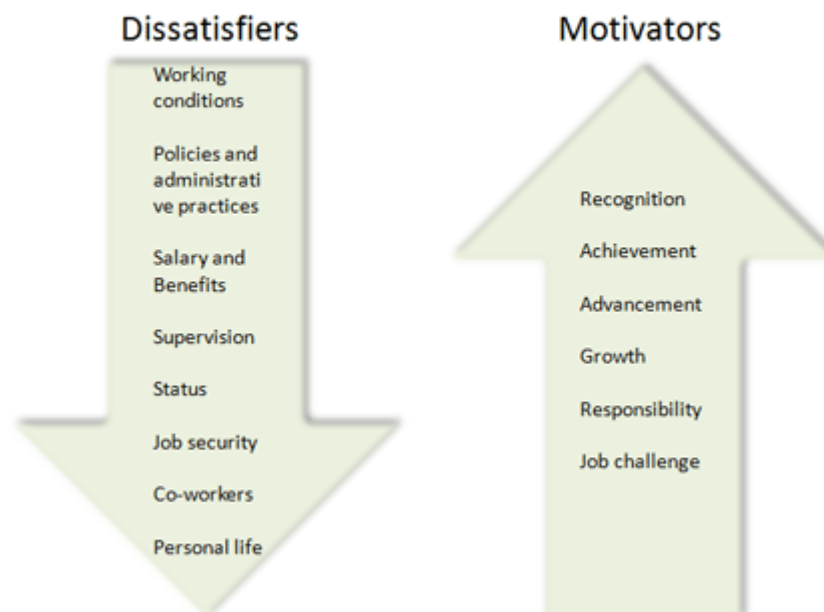 Dissatisfiers
Working
conditions
Policies and
administrati
ve practices
Salary and
Benefits
Supervision
Status
Job security
Co-workers
Personal life
Motivators
Recognition
Achievement
Advancement
Growth
Responsibility
Job challenge